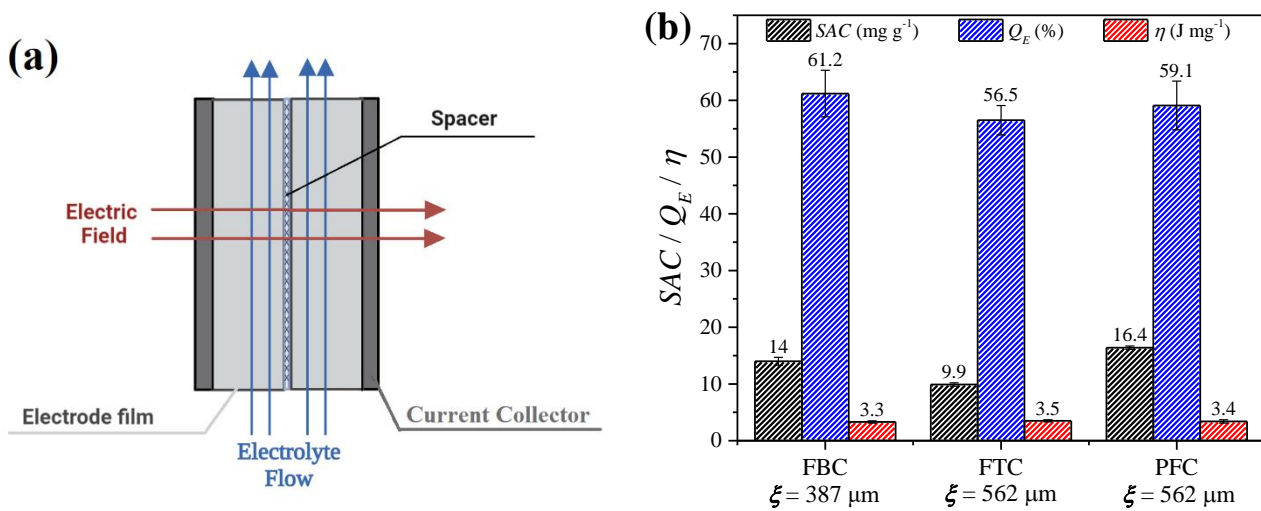 (a)
Spacer
Electric
Field
Electrode film
Current Collector
Electrolyte
Flow
(b)
SAC (mg g⁻¹) Q_E (%) η (J mg⁻¹)
SAC / Q_E / η
70
60
50
40
30
20
10
0
14
61.2
3.3
9.9
56.5
3.5
16.4
59.1
3.4
FBC FTC PFC
ξ = 387 μm ξ = 562 μm ξ = 562 μm